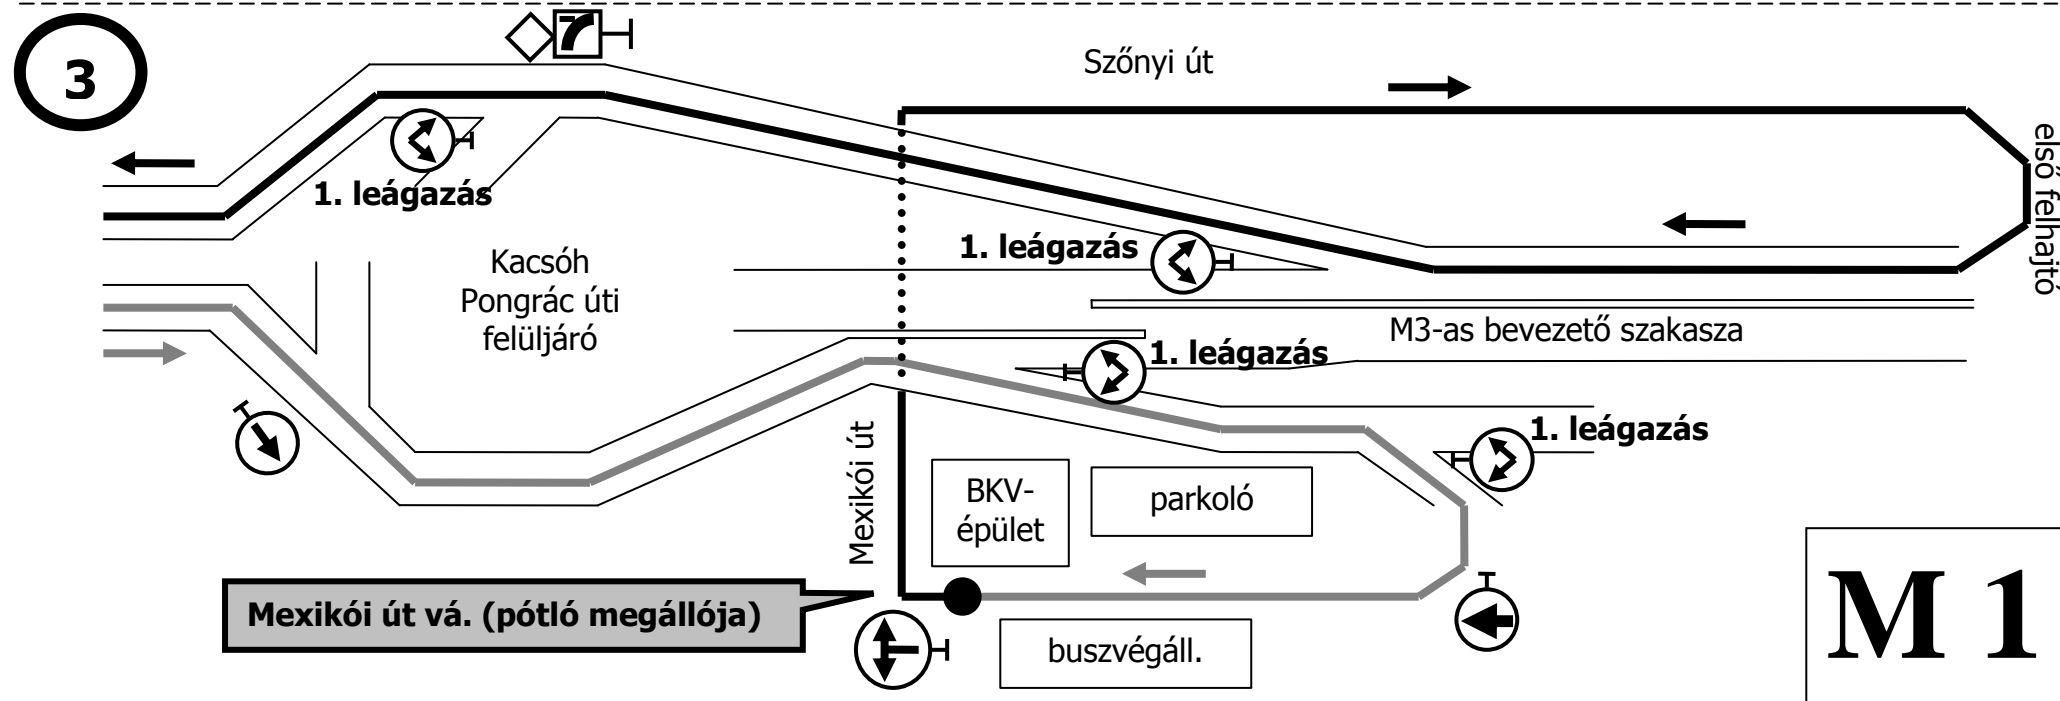 3
Szőnyi út
első felhajtó
1. leágazás
1. leágazás
Kacsóh
Pongrác úti
felüljáró
M3-as bevezető szakasza
1. leágazás
1. leágazás
Mexikói út
BKV-
épület
parkoló
Mexikói út vá. (pótló megállója)
buszvégáll.
M 1